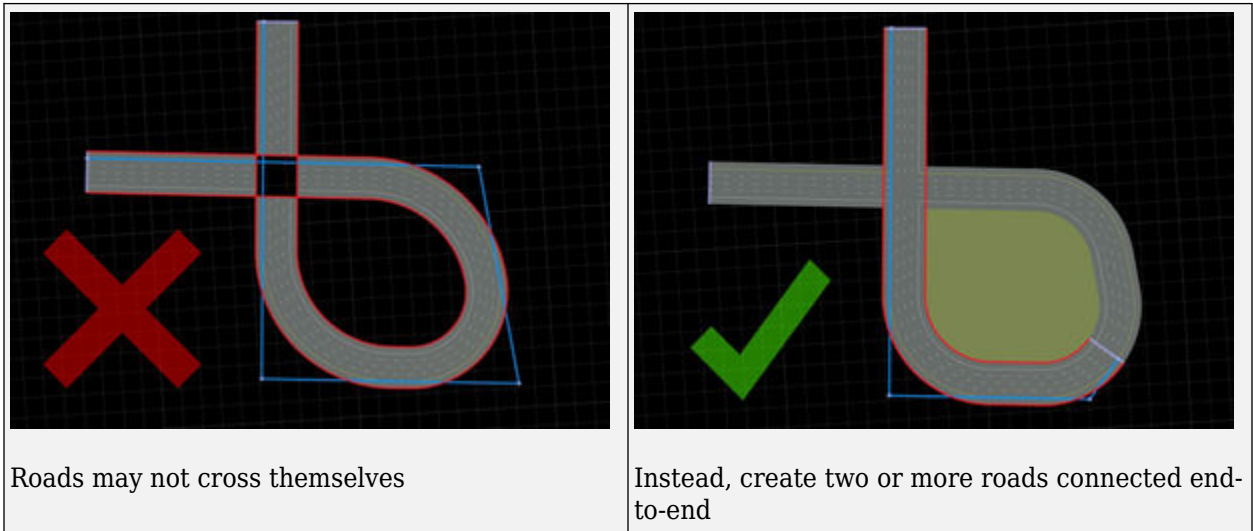 Roads may not cross themselves
Instead, create two or more roads connected end-
to-end